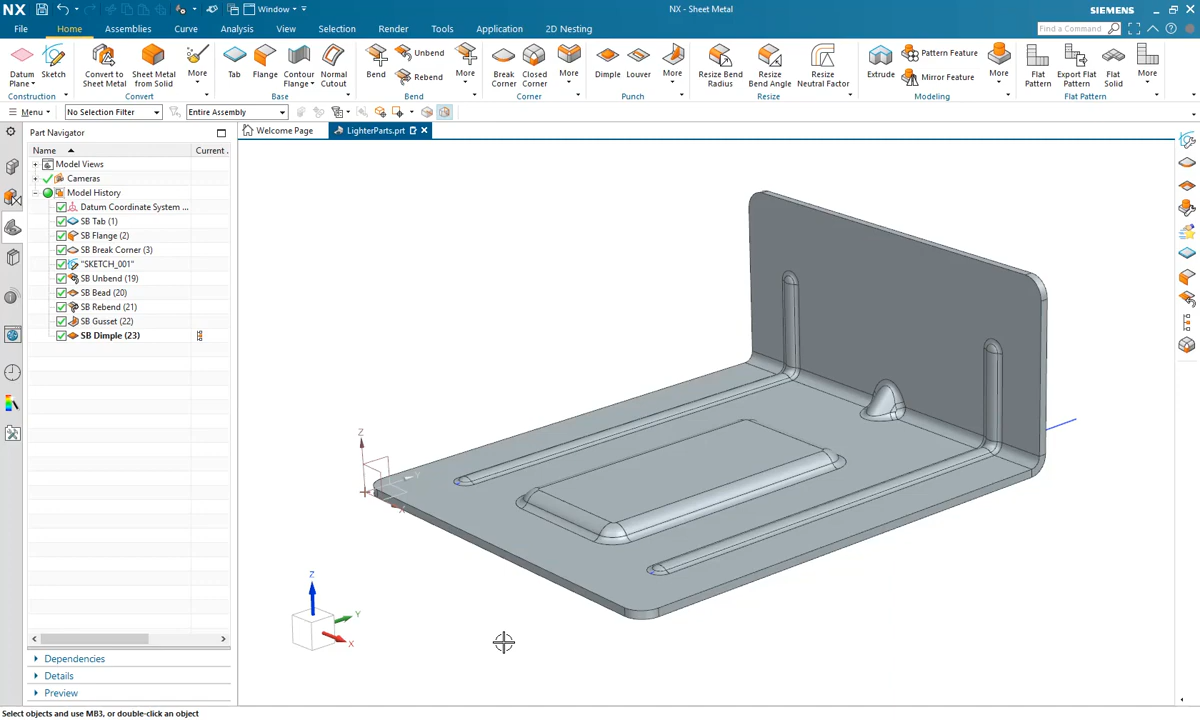 NX Window NX - Sheet Metal SIEMENS
File Home Assemblies Curve Analysis View Selection Render Tools Application 2D Nesting Find a Command
Datum Plane Sketch Convert to Sheet Metal Sheet Metal from Solid More Tab Flange Contour Flange Normal Cutout Bend Unbend Rebend More Break Corner Closed Corner More Dimple Louver More Resize Bend Radius Resize Bend Angle Resize Neutral Factor Extrude Pattern Feature Mirror Feature More Flat Pattern Export Flat Pattern Flat Solid More
Construction Convert Base Bend Corner Punch Resize Modeling Flat Pattern
Menu No Selection Filter Entire Assembly
Part Navigator Welcome Page LighterParts.prt
Name Current .
Model Views
Cameras
Model History
Datum Coordinate System ...
SB Tab (1)
SB Flange (2)
SB Break Corner (3)
"SKETCH_001"
SB Unbend (19)
SB Bead (20)
SB Rebend (21)
SB Gusset (22)
SB Dimple (23)
Z
Y
X
Z
Y
X
Dependencies
Details
Preview
Select objects and use MB3, or double-click an object